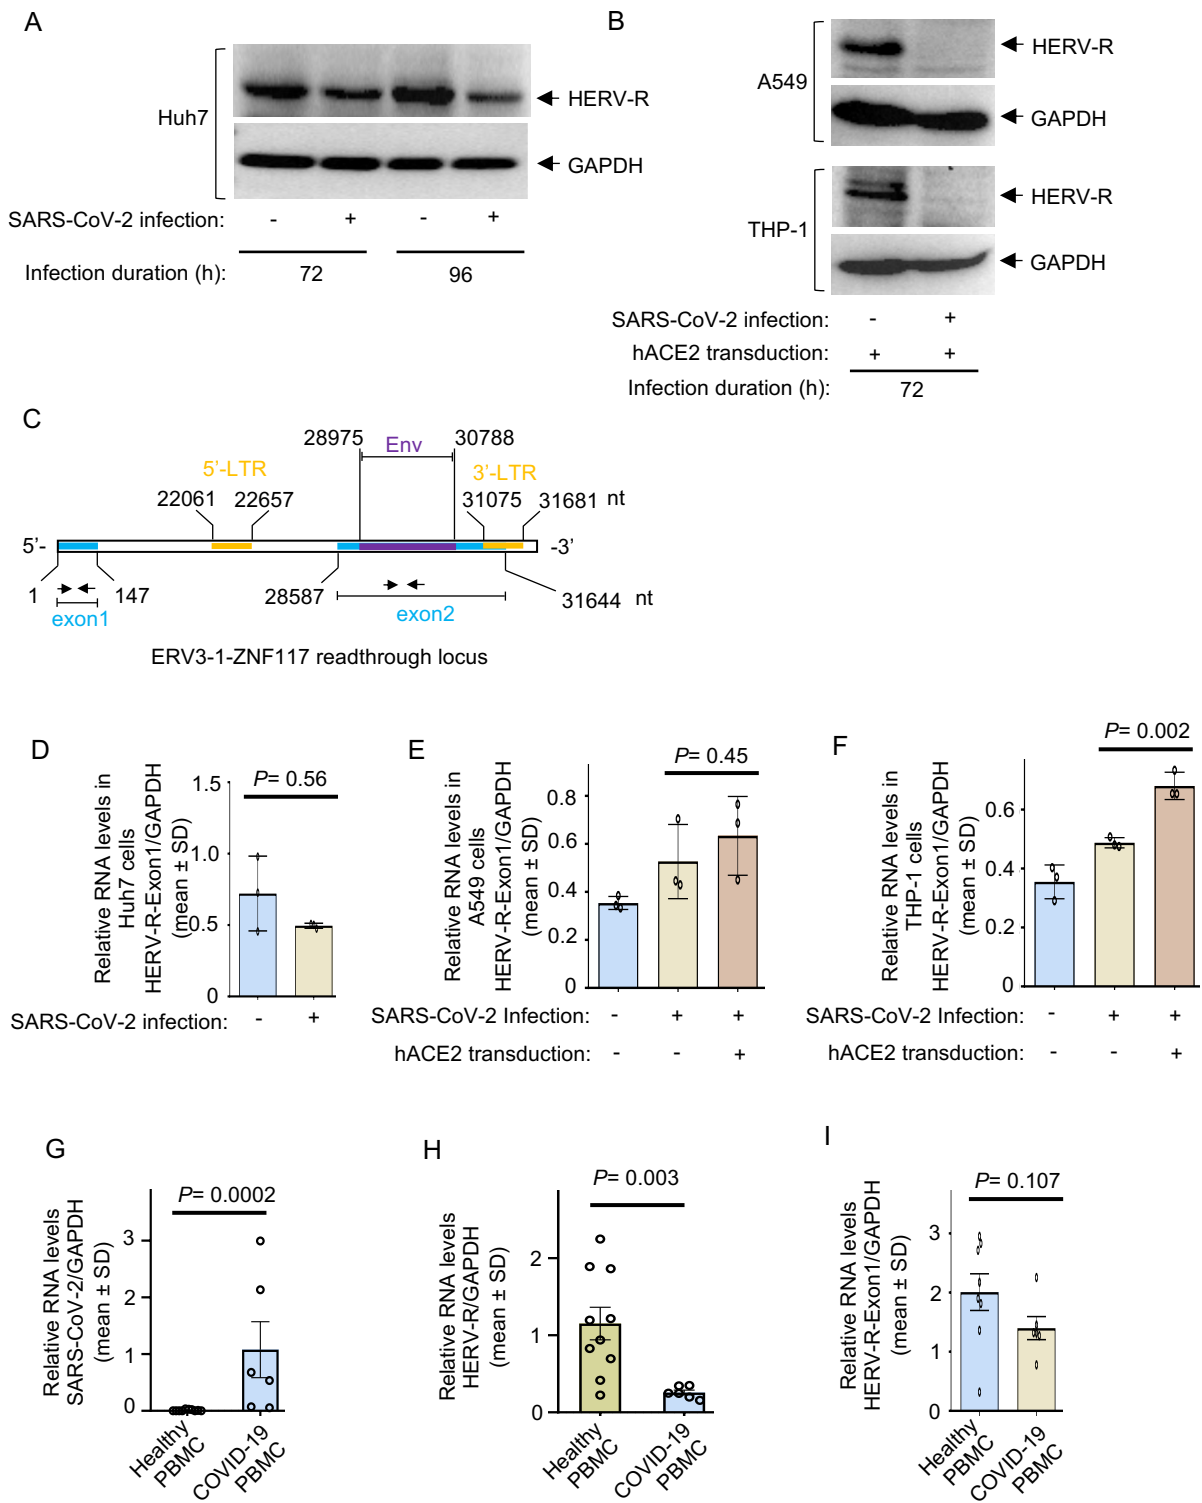 A
Huh7
HERV-R
GAPDH
SARS-CoV-2 infection: - + - +
Infection duration (h): 72 96
B
A549
HERV-R
GAPDH
THP-1
HERV-R
GAPDH
SARS-CoV-2 infection: - +
hACE2 transduction: + +
Infection duration (h): 72
C
28975 Env 30788
5'-LTR 3'-LTR
22061 22657 31075 31681 nt
5'- -3'
1 147 28587 31644 nt
exon1 exon2
ERV3-1-ZNF117 readthrough locus
D
Relative RNA levels in
Huh7 cells
HERV-R-Exon1/GAPDH
(mean ± SD)
P= 0.56
1.5
1.0
0.5
0
SARS-CoV-2 infection: - +
E
Relative RNA levels in
A549 cells
HERV-R-Exon1/GAPDH
(mean ± SD)
P= 0.45
0.8
0.6
0.4
0.2
0
SARS-CoV-2 Infection: - + +
hACE2 transduction: - - +
F
Relative RNA levels in
THP-1 cells
HERV-R-Exon1/GAPDH
(mean ± SD)
P= 0.002
0.6
0.4
0.2
0
SARS-CoV-2 Infection: - + +
hACE2 transduction: - - +
G
Relative RNA levels
SARS-CoV-2/GAPDH
(mean ± SD)
P= 0.0002
3
2
1
0
Healthy
PBMC
COVID-19
PBMC
H
Relative RNA levels
HERV-R/GAPDH
(mean ± SD)
P= 0.003
2
1
0
Healthy
PBMC
COVID-19
PBMC
I
Relative RNA levels
HERV-R-Exon1/GAPDH
(mean ± SD)
P= 0.107
3
2
1
0
Healthy
PBMC
COVID-19
PBMC